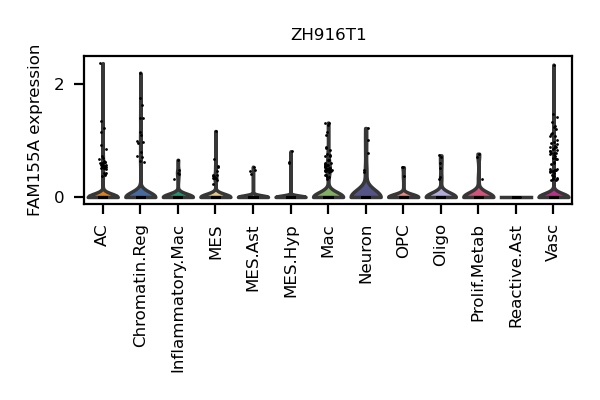 ZH916T1
FAM155A expression
2
0
AC
Chromatin.Reg
Inflammatory.Mac
MES
MES.Ast
MES.Hyp
Mac
Neuron
OPC
Oligo
Prolif.Metab
Reactive.Ast
Vasc